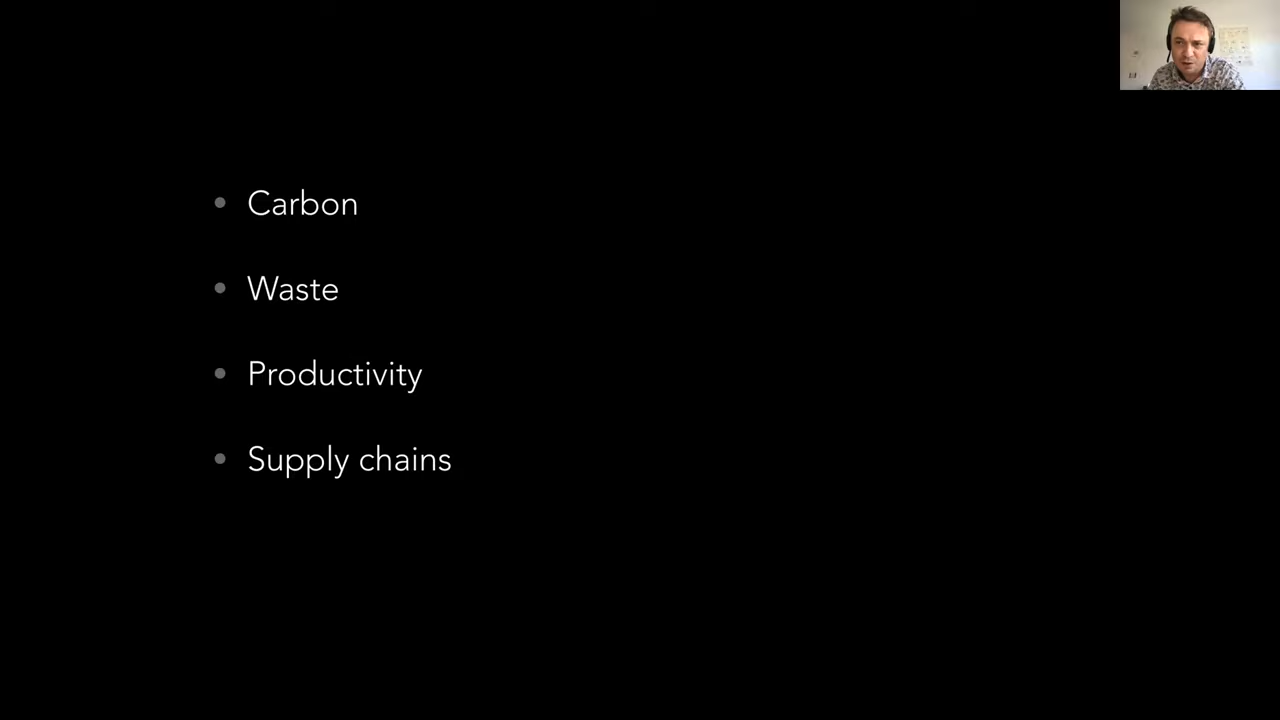 • Carbon
• Waste
• Productivity
• Supply chains